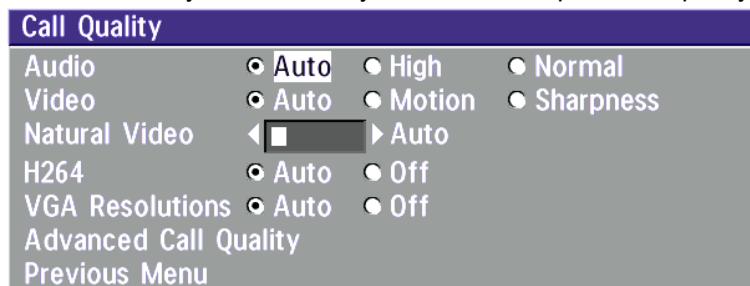 Call Quality
Audio Auto High Normal
Video Auto Motion Sharpness
Natural Video Auto
H264 Auto Off
VGA Resolutions Auto Off
Advanced Call Quality
Previous Menu